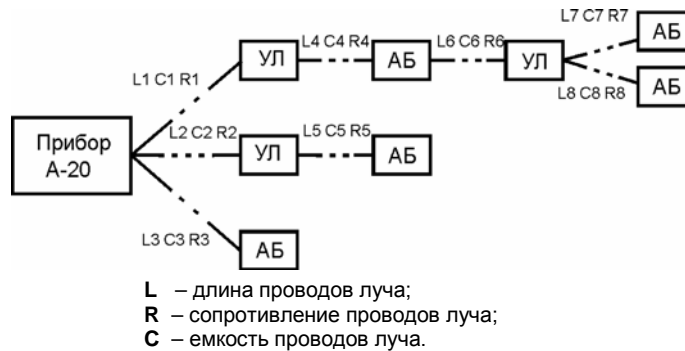 L7 C7 R7
АБ
L4 C4 R4
L6 C6 R6
УЛ
АБ
УЛ
L1 C1 R1
АБ
L8 C8 R8
L2 C2 R2
L5 C5 R5
Прибор
А-20
УЛ
АБ
L3 C3 R3
АБ
L – длина проводов луча;
R – сопротивление проводов луча;
C – емкость проводов луча.